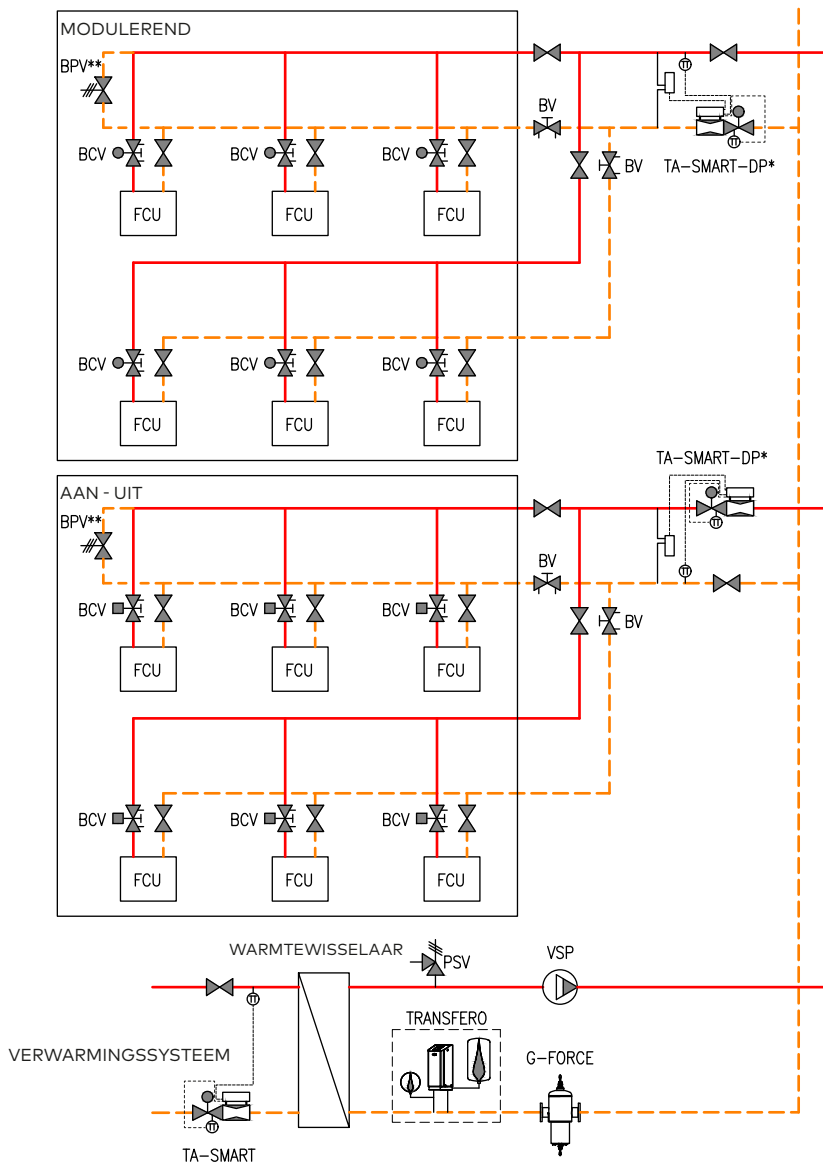 MODULEREND
BPV**
BV
BCV
BCV
BCV
BV
TA-SMART-DP*
FCU
FCU
FCU
BCV
BCV
BCV
FCU
FCU
FCU
TA-SMART-DP*
AAN - UIT
BPV**
BV
BCV
BCV
BCV
BV
FCU
FCU
FCU
BCV
BCV
BCV
FCU
FCU
FCU
WARMTEWISSELAAR
PSV
VSP
TRANSFERO
VERWARMINGSSYSTEEM
G-FORCE
TA-SMART